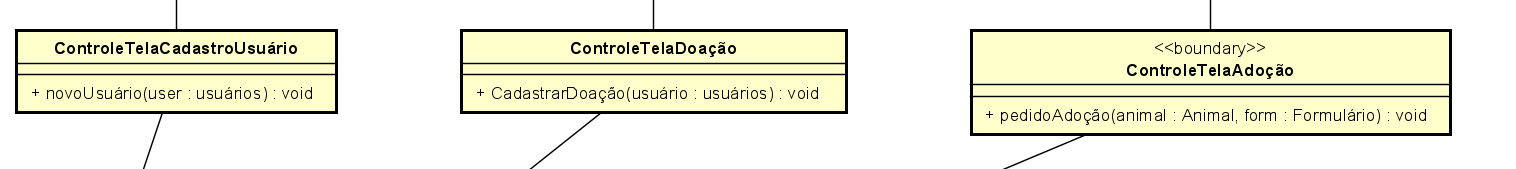 ControleTelaCadastroUsuário
+ novoUsuário(user : usuários) : void
ControleTelaDoação
+ CadastrarDoação(usuário : usuários) : void
<<boundary>>
ControleTelaAdoção
+ pedidoAdoção(animal : Animal, form : Formulário) : void